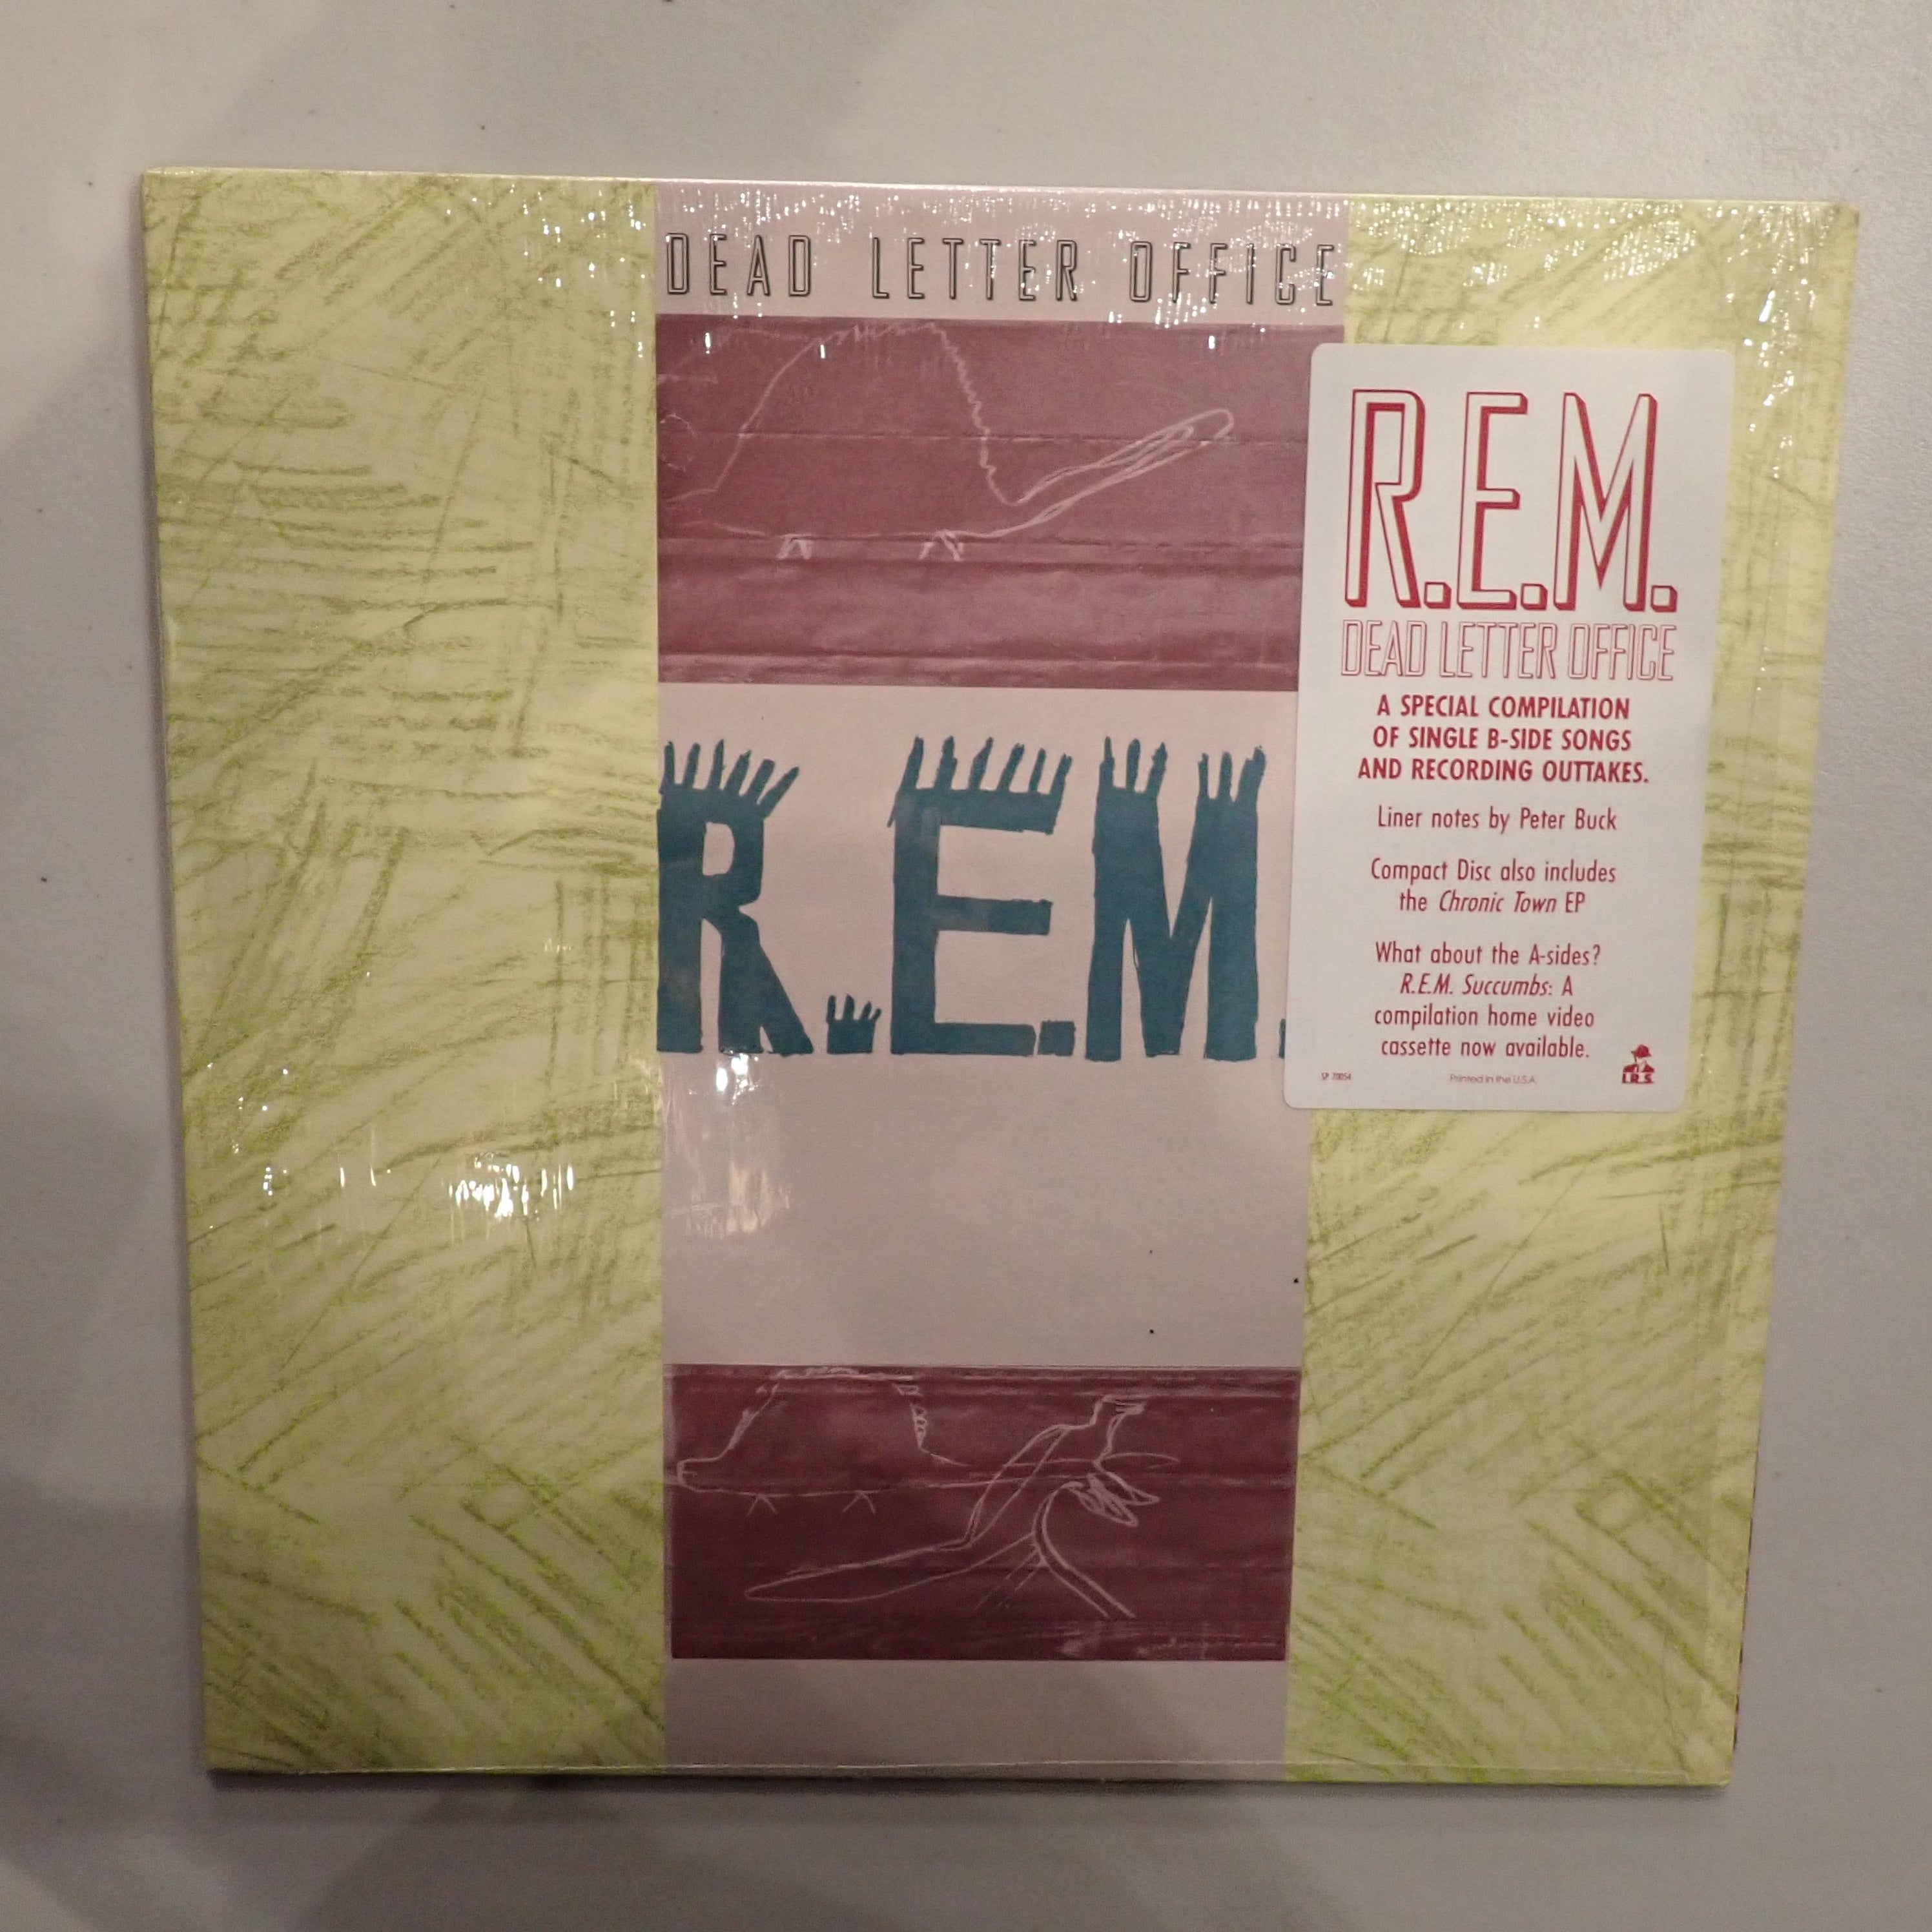 DEAD LETTER OFFICE
R.E.M.
R.E.M.
DEAD LETTER OFFICE
A SPECIAL COMPILATION
OF SINGLE B-SIDE SONGS
AND RECORDING OUTTAKES.
Liner notes by Peter Buck
Compact Disc also includes
the Chronic Town EP
What about the A-sides?
R.E.M. Succumbs: A
compilation home video
cassette now available.
SP 70054
Printed in the U.S.A.
I.R.S.